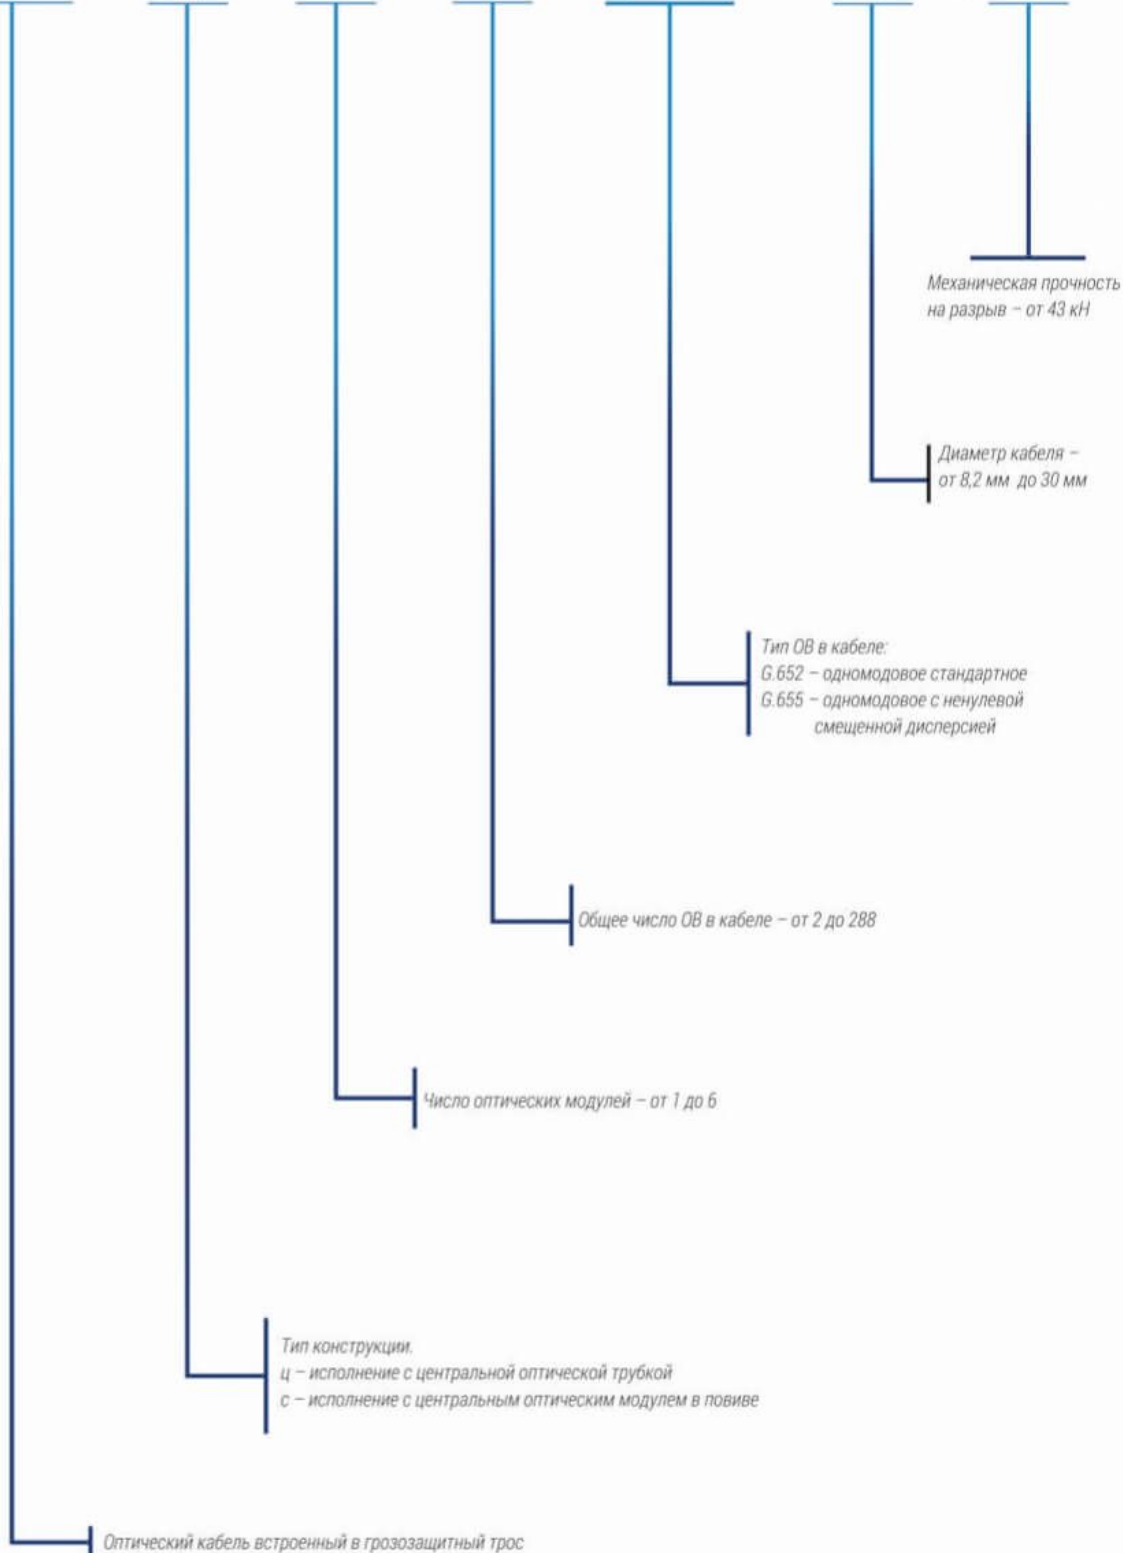 Механическая прочность
на разрыв – от 43 кН
Диаметр кабеля –
от 8,2 мм до 30 мм
Тип ОВ в кабеле:
G.652 – одномодовое стандартное
G.655 – одномодовое с ненулевой
смещенной дисперсией
Общее число ОВ в кабеле – от 2 до 288
Число оптических модулей – от 1 до 6
Тип конструкции.
ц – исполнение с центральной оптической трубкой
с – исполнение с центральным оптическим модулем в повиве
Оптический кабель встроенный в грозозащитный трос